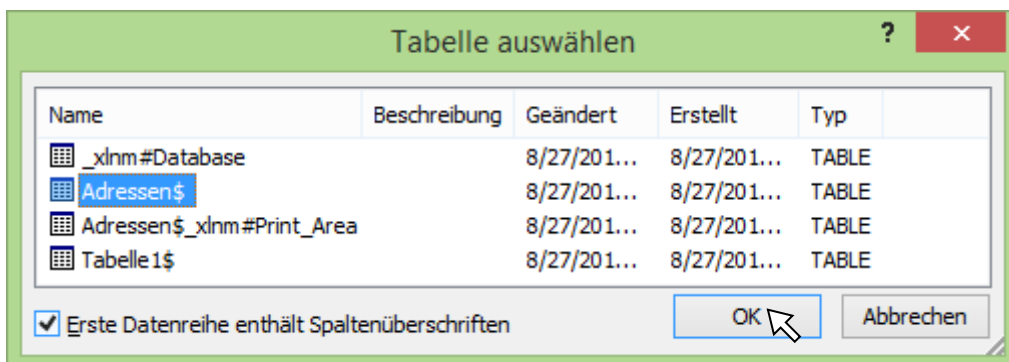 Tabelle auswählen ? ×
Name Beschreibung Geändert Erstellt Typ
_xlnm#Database 8/27/201... 8/27/201... TABLE
Adressen$ 8/27/201... 8/27/201... TABLE
Adressen$_xlnm#Print_Area 8/27/201... 8/27/201... TABLE
Tabelle1$ 8/27/201... 8/27/201... TABLE
Erste Datenreihe enthält Spaltenüberschriften OK Abbrechen